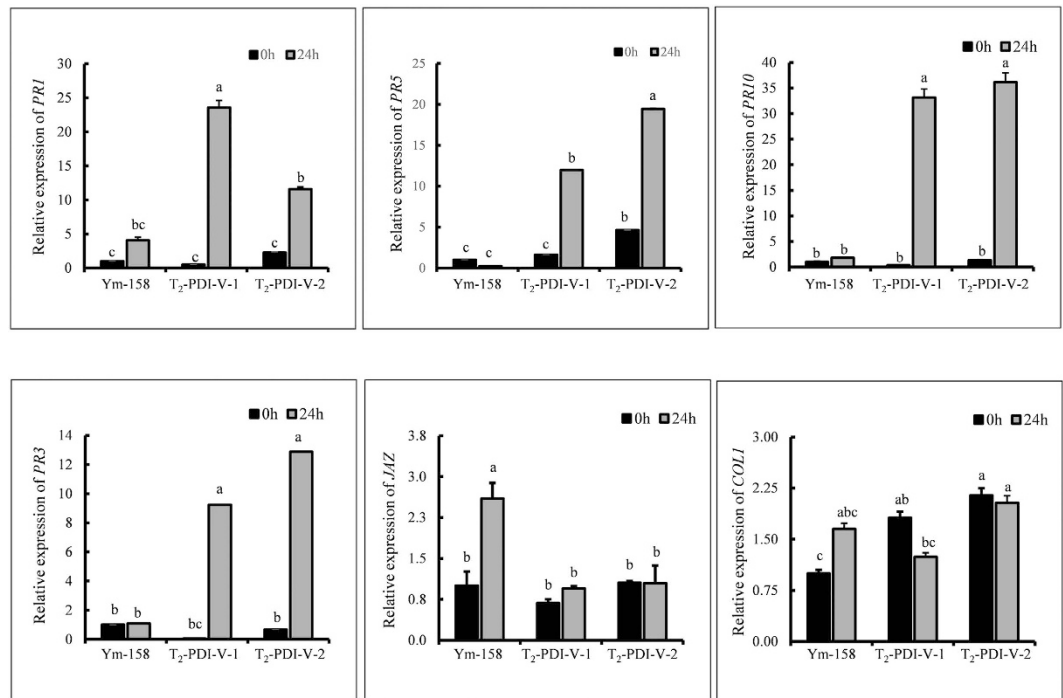 ■0h ■24h
Relative expression of PR1
30
25
20
15
10
5
0
c
bc
c
a
c
b
Ym-158 T₂-PDI-V-1 T₂-PDI-V-2
■0h ■24h
Relative expression of PR5
25
20
15
10
5
0
c
c
c
b
b
a
Ym-158 T₂-PDI-V-1 T₂-PDI-V-2
■0h ■24h
Relative expression of PR10
40
35
30
25
20
15
10
5
0
b
b
b
a
b
a
Ym-158 T₂-PDI-V-1 T₂-PDI-V-2
■0h ■24h
Relative expression of PR3
14
12
10
8
6
4
2
0
b
b
bc
a
b
a
Ym-158 T₂-PDI-V-1 T₂-PDI-V-2
■0h ■24h
Relative expression of JAZ
3.8
3.0
2.3
1.5
0.8
0.0
b
a
b
b
b
b
Ym-158 T₂-PDI-V-1 T₂-PDI-V-2
■0h ■24h
Relative expression of COL1
3.00
2.25
1.50
0.75
0.00
c
abc
ab
bc
a
a
Ym-158 T₂-PDI-V-1 T₂-PDI-V-2